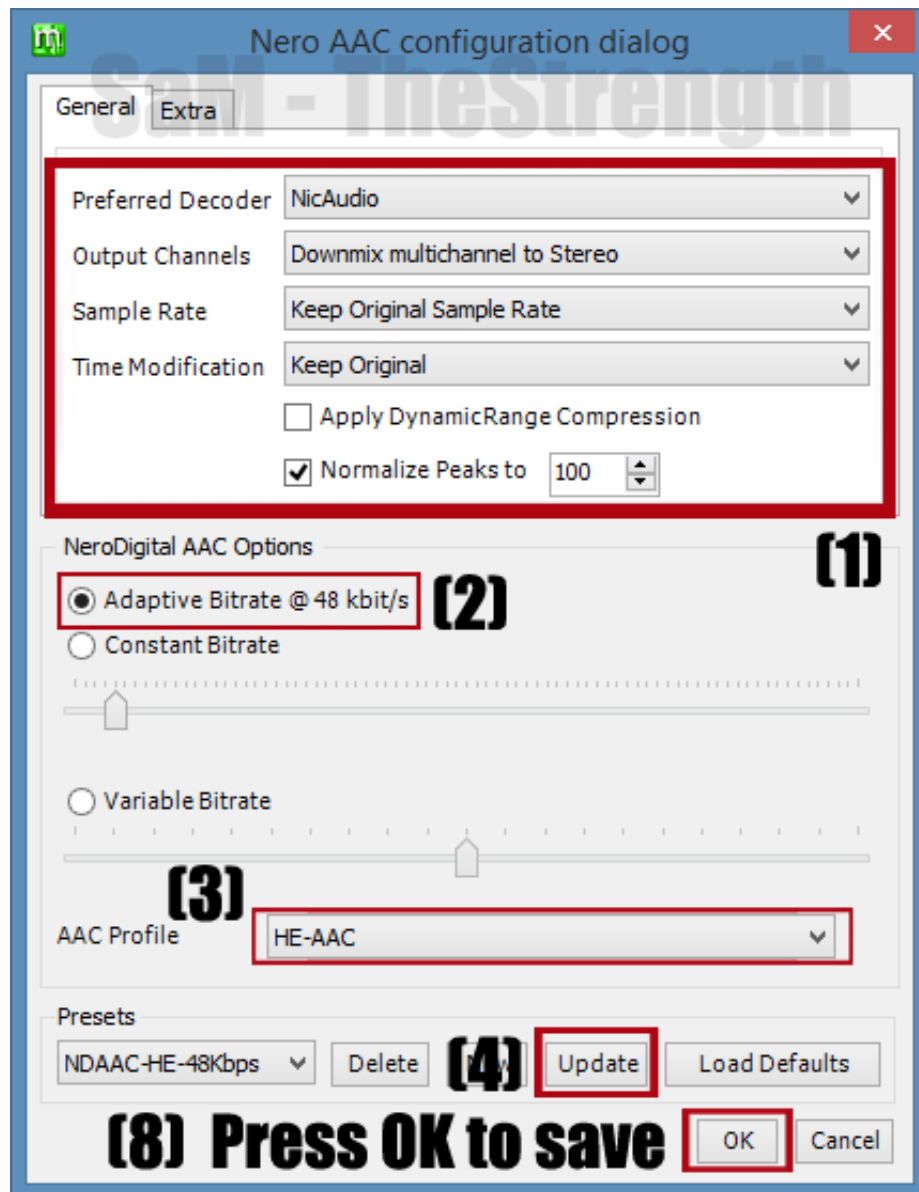 Nero AAC configuration dialog
SaM - TheStrength
General Extra
Preferred Decoder NicAudio
Output Channels Downmix multichannel to Stereo
Sample Rate Keep Original Sample Rate
Time Modification Keep Original
Apply DynamicRange Compression
Normalize Peaks to 100
(1)
NeroDigital AAC Options
Adaptive Bitrate @ 48 kbit/s (2)
Constant Bitrate
Variable Bitrate
(3)
AAC Profile HE-AAC
Presets
NDAAC-HE-48Kbps Delete (4) Update Load Defaults
(8) Press OK to save OK Cancel